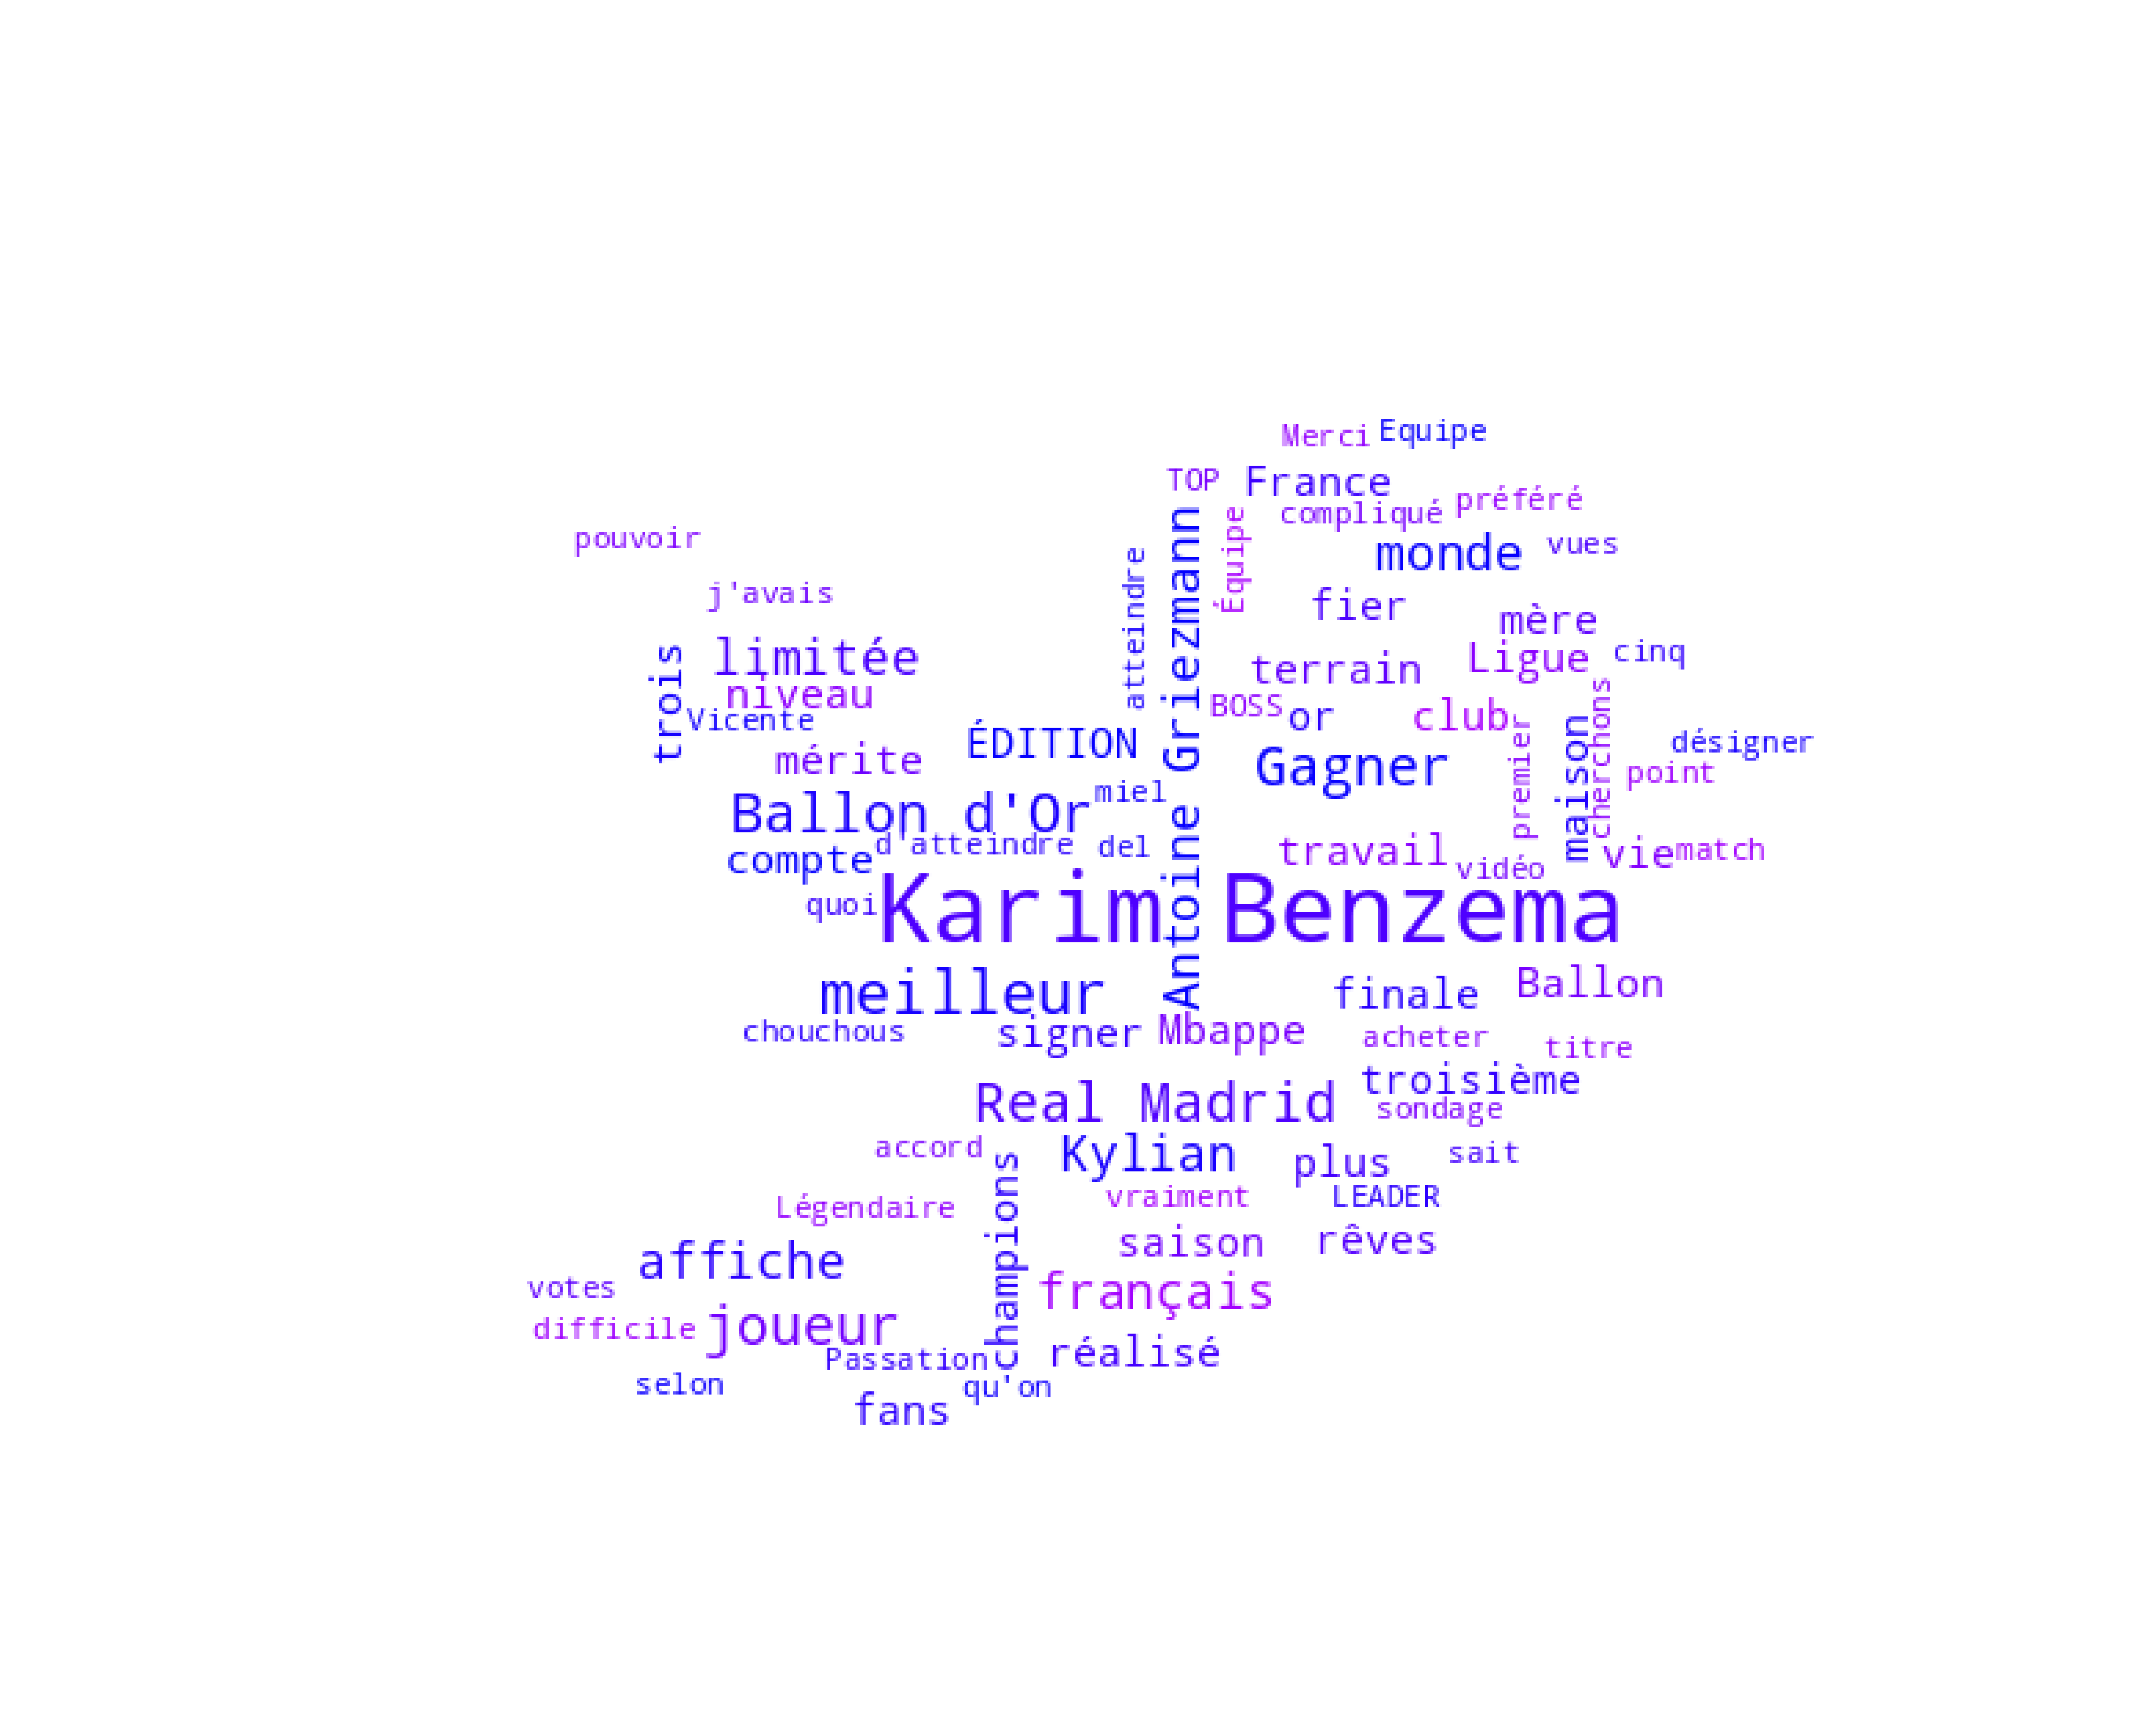 Merci Equipe
TOP France
compliqué préféré
pouvoir
Équipe
monde vues
atteindre
j'avais
fier
mère
trois
limitée
terrain Ligue cinq
niveau
Vicente
BOSS or club
premier
cherchons
maison
mérite
ÉDITION
Antoine Griezmann
Gagner
désigner
point
Ballon d'Or miel
compte d'atteindre del
travail vidéo vie match
quoi Karim Benzema
meilleur
finale Ballon
chouchous signer Mbappe acheter titre
Real Madrid troisième
sondage
accord Kylian plus sait
champions
Légendaire vraiment LEADER
affiche saison rêves
votes français
difficile joueur
Passation réalisé
selon qu'on
fans